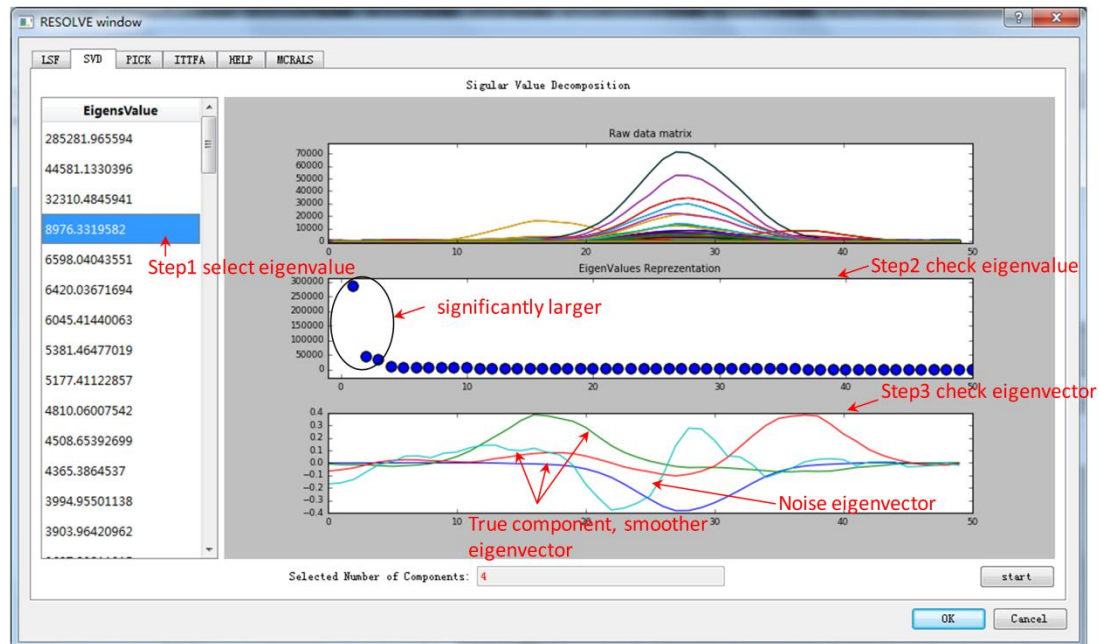 RESOLVE window
LSF SVD PICK ITTFA HELP MCRALS
Sigular Value Decomposition
EigensValue
285281.965594
44581.1330396
32310.4845941
8976.3319582
6598.04043551
6420.03671694
6045.41440063
5381.46477019
5177.41122857
4810.06007542
4508.65392699
4365.3864537
3994.95501138
3903.96420962
Step1 select eigenvalue
Raw data matrix
70000
60000
50000
40000
30000
20000
10000
0
0 10 20 30 40 50
Step2 check eigenvalue
EigenValues Reprezentation
300000
250000
200000
150000
100000
50000
0
significantly larger
0 10 20 30 40 50
Step3 check eigenvector
0.4
0.3
0.2
0.1
0.0
−0.1
−0.2
−0.3
−0.4
Noise eigenvector
0 10 20 30 40 50
True component, smoother
eigenvector
Selected Number of Components: 4
start
OK Cancel